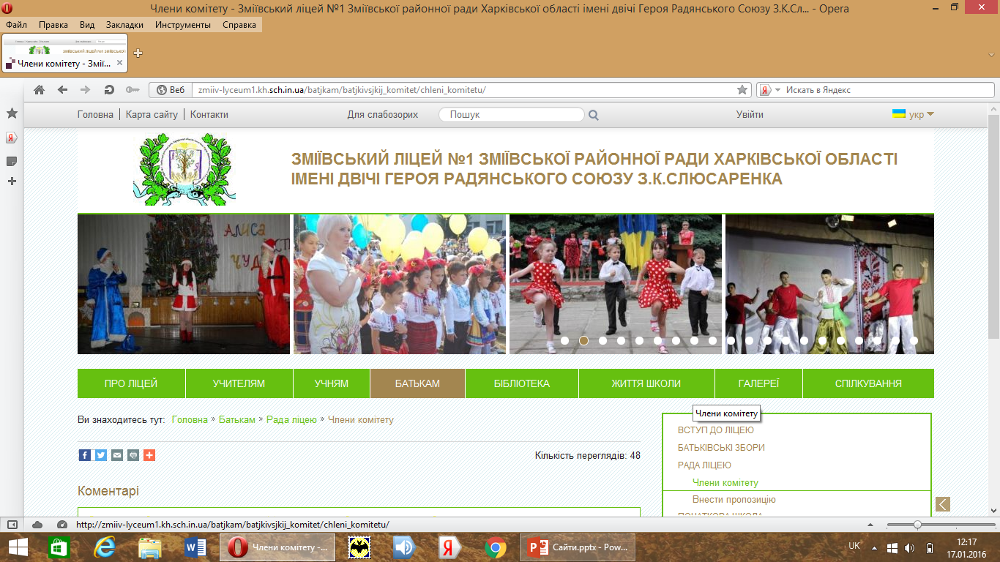 Члени комітету - Зміївський ліцей №1 Зміївської районної ради Харківської області імені двічі Героя Радянського Союзу З.К.Сл... - Opera
Файл Правка Вид Закладки Инструменты Справка
Члени комітету - Змії...
Веб
zmiiv-lyceum1.kh.sch.in.ua/batjkam/batjkivsjkij_komitet/chleni_komitetu/
Искать в Яндекс
Головна Карта сайту Контакти
Для слабозорих
Пошук
Увійти
укр
ЗМІЇВСЬКИЙ ЛІЦЕЙ №1 ЗМІЇВСЬКОЇ РАЙОННОЇ РАДИ ХАРКІВСЬКОЇ ОБЛАСТІ
ІМЕНІ ДВІЧІ ГЕРОЯ РАДЯНСЬКОГО СОЮЗУ З.К.СЛЮСАРЕНКА
АЛИСА
ЧУД
ПРО ЛІЦЕЙ УЧИТЕЛЯМ УЧНЯМ БАТЬКАМ БІБЛІОТЕКА ЖИТТЯ ШКОЛИ ГАЛЕРЕЇ СПІЛКУВАННЯ
Ви знаходитесь тут: Головна » Батькам » Рада ліцею » Члени комітету
Кількість переглядів: 48
Коментарі
Члени комітету
ВСТУП ДО ЛІЦЕЮ
БАТЬКІВСЬКІ ЗБОРИ
РАДА ЛІЦЕЮ
Члени комітету
Внести пропозицію
ПОЧАТКОВА ШКОЛА
http://zmiiv-lyceum1.kh.sch.in.ua/batjkam/batjkivsjkij_komitet/chleni_komitetu/
Члени комітету -...
Сайти.pptx - Pow...
UK
12:17
17.01.2016